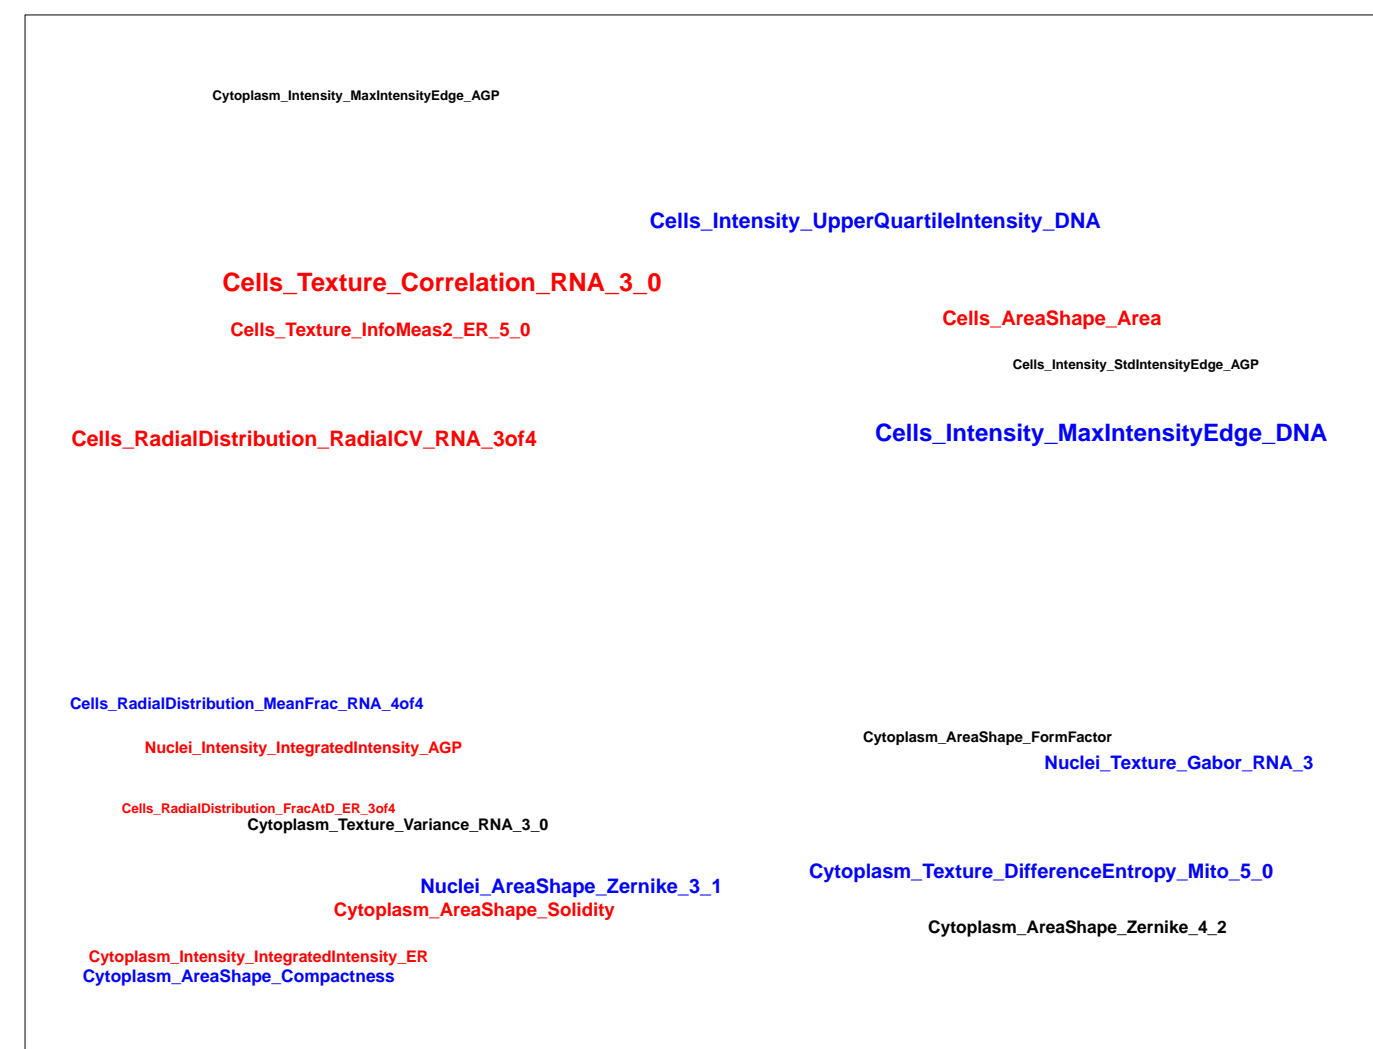 Cytoplasm_Intensity_MaxIntensityEdge_AGP
Cells_Intensity_UpperQuartileIntensity_DNA
Cells_Texture_Correlation_RNA_3_0
Cells_AreaShape_Area
Cells_Texture_InfoMeas2_ER_5_0
Cells_Intensity_StdIntensityEdge_AGP
Cells_Intensity_MaxIntensityEdge_DNA
Cells_RadialDistribution_RadialCV_RNA_3of4
Cells_RadialDistribution_MeanFrac_RNA_4of4
Cytoplasm_AreaShape_FormFactor
Nuclei_Intensity_IntegratedIntensity_AGP
Nuclei_Texture_Gabor_RNA_3
Cells_RadialDistribution_FracAtD_ER_3of4
Cytoplasm_Texture_Variance_RNA_3_0
Cytoplasm_Texture_DifferenceEntropy_Mito_5_0
Nuclei_AreaShape_Zernike_3_1
Cytoplasm_AreaShape_Solidity
Cytoplasm_AreaShape_Zernike_4_2
Cytoplasm_Intensity_IntegratedIntensity_ER
Cytoplasm_AreaShape_Compactness